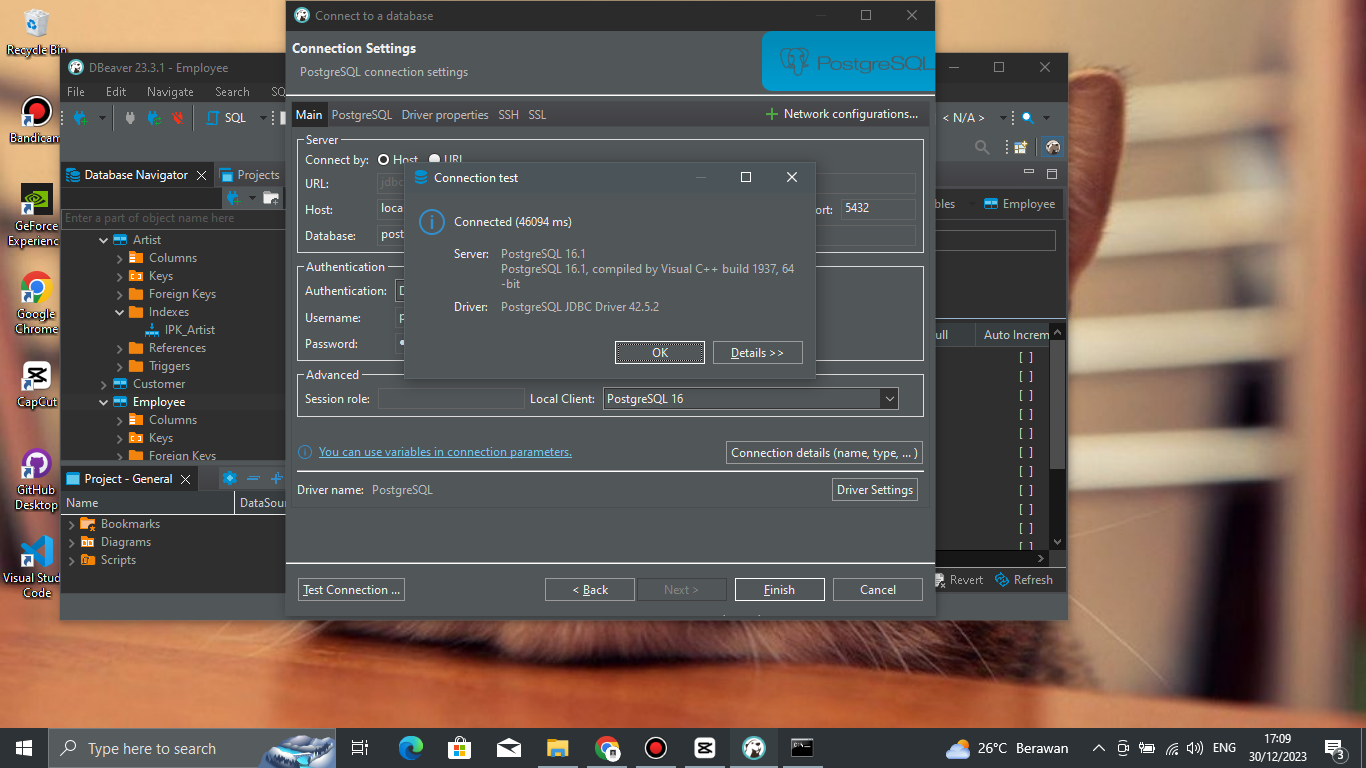 Recycle Bin
Bandicam
GeForce
Experience
Google
Chrome
CapCut
GitHub
Desktop
Visual Studio
Code
DBeaver 23.3.1 - Employee
File Edit Navigate Search
SQL
< N/A >
Database Navigator
Projects
Enter a part of object name here
Artist
Columns
Keys
Foreign Keys
Indexes
IPK_Artist
References
Triggers
Customer
Employee
Columns
Keys
Foreign Keys
Project - General
Name DataSou
Bookmarks
Diagrams
Scripts
Connect to a database
Connection Settings
PostgreSQL connection settings
PostgreSQL
Main PostgreSQL Driver properties SSH SSL
Network configurations...
Server
Connect by: Host URL
URL: jdbc
Host: loca ort: 5432
Database: post
Authentication
Authentication: D
Username: p
Password:
Connection test
Connected (46094 ms)
Server: PostgreSQL 16.1
PostgreSQL 16.1, compiled by Visual C++ build 1937, 64
-bit
Driver: PostgreSQL JDBC Driver 42.5.2
OK Details >>
Advanced
Session role: Local Client: PostgreSQL 16
You can use variables in connection parameters.
Connection details (name, type, ... )
Driver name: PostgreSQL
Driver Settings
Test Connection ... < Back Next > Finish Cancel
bles Employee
ull Auto Increm
[ ]
[ ]
[ ]
[ ]
[ ]
[ ]
[ ]
[ ]
[ ]
[ ]
[ ]
Revert Refresh
Type here to search
26°C Berawan
ENG
17:09
30/12/2023
3